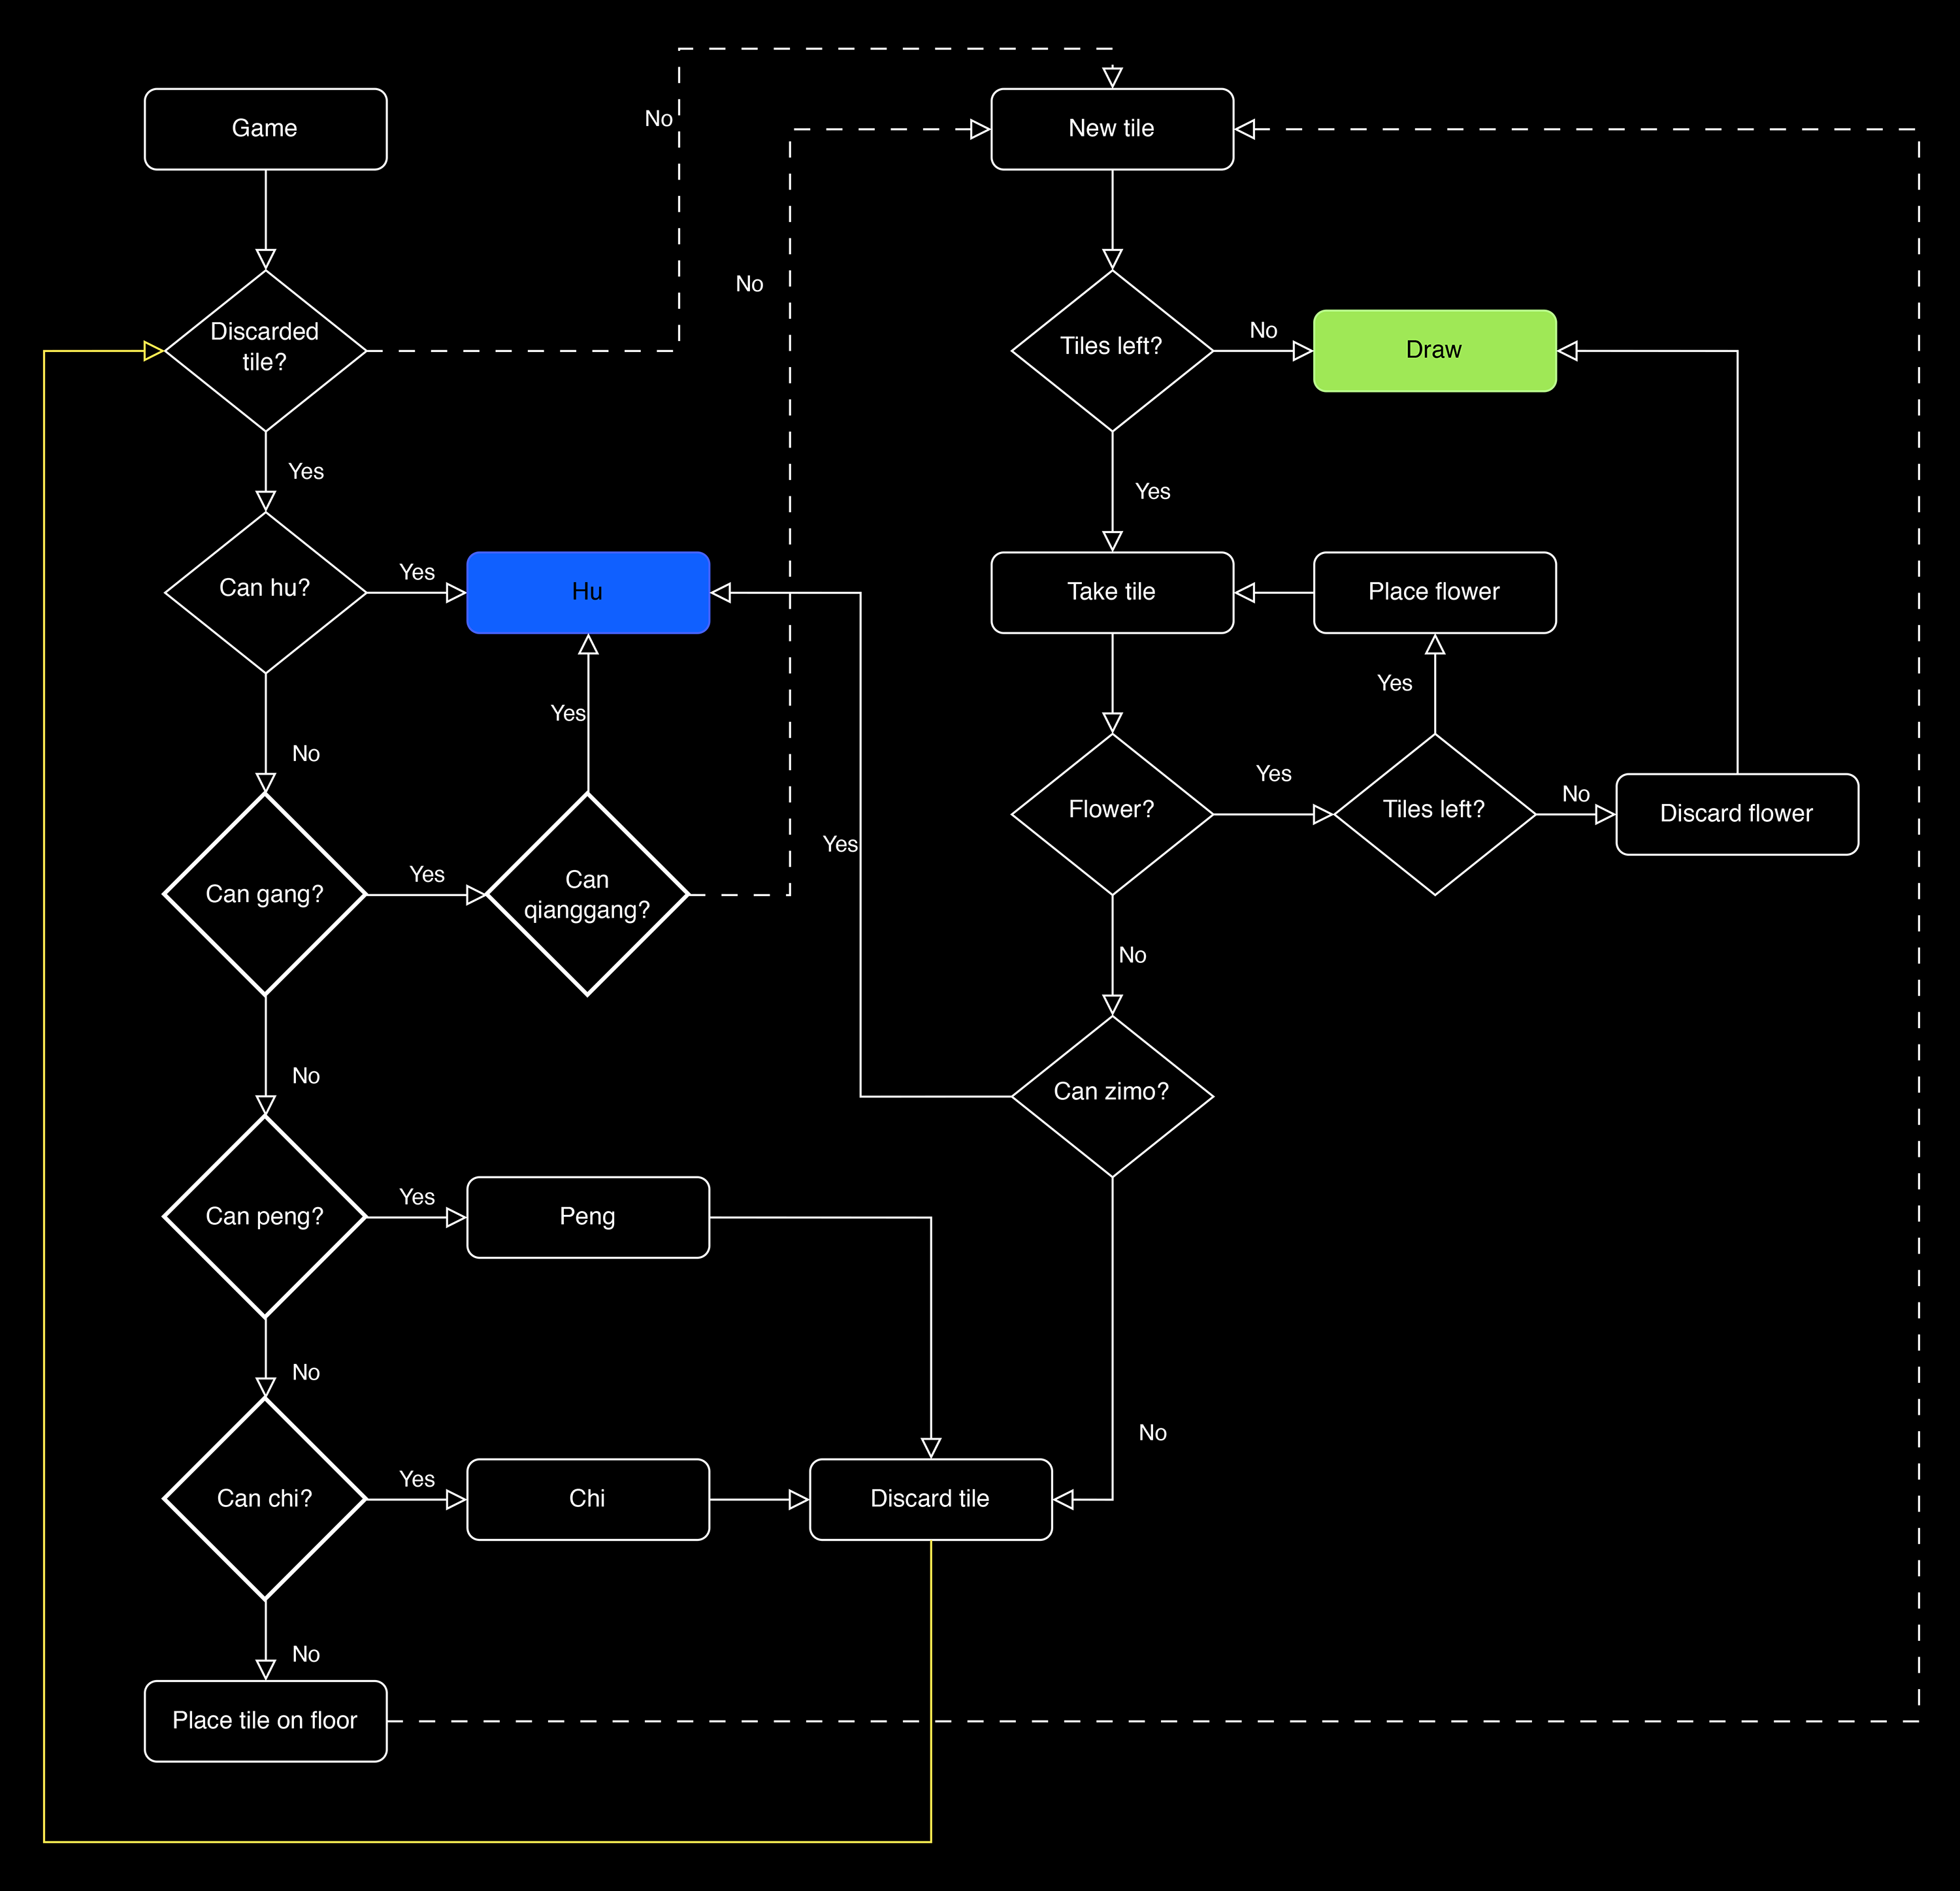 No
Game
New tile
No
Discarded
tile?
Tiles left?
No
Draw
Yes
Yes
Can hu?
Yes
Hu
Take tile
Place flower
Yes
Yes
No
Yes
Flower?
Yes
Tiles left?
No
Discard flower
Can gang?
Yes
Can
qianggang?
No
No
Can zimo?
Can peng?
Yes
Peng
No
No
Can chi?
Yes
Chi
Discard tile
No
Place tile on floor